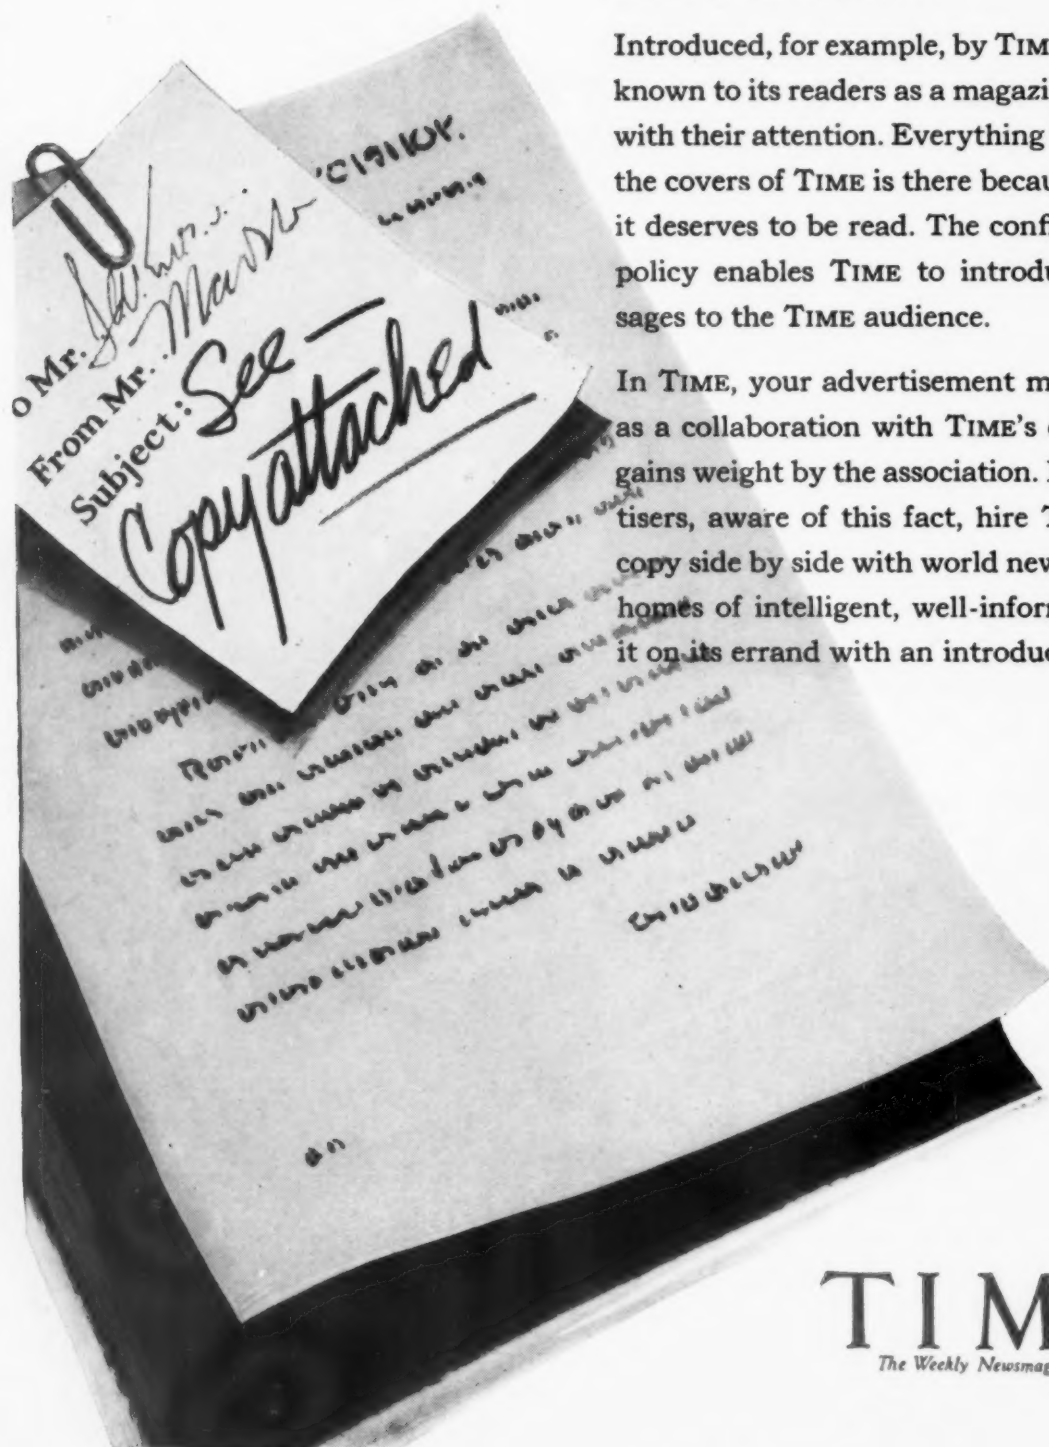 Introduced, for example, by TIM
known to its readers as a magazi
with their attention. Everything
the covers of TIME is there becau
it deserves to be read. The conf
policy enables TIME to introdu
sages to the TIME audience.
In TIME, your advertisement m
as a collaboration with TIME's
gains weight by the association.
tisers, aware of this fact, hire
copy side by side with world new
homes of intelligent, well-infor
it on its errand with an introduc
o Mr.
From Mr.
Subject: See—
Copy attached
TIM
The Weekly Newsmag